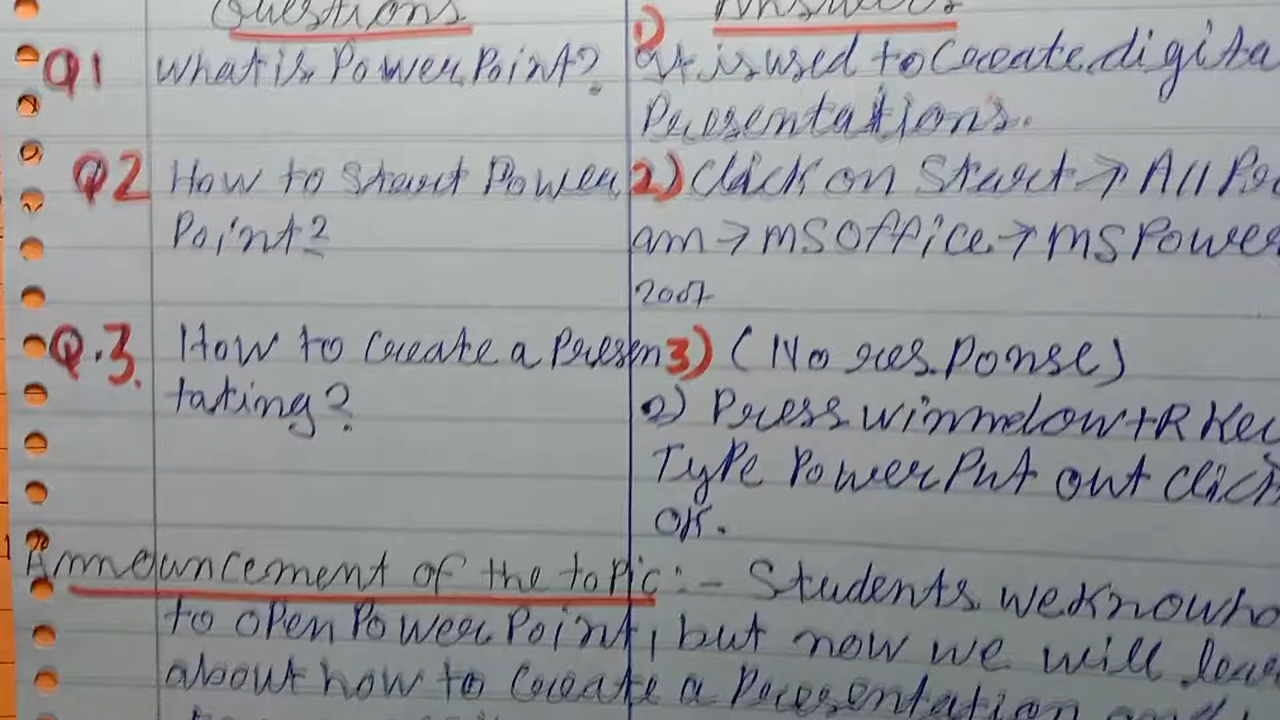 Questions
Answers
Q1 What is PowerPoint?
1) It is used to Create digita
Presentations.
Q2 How to start Power
Point?
2) Click on Start → All Pro
am → MS Office → MS Power
2007
Q.3. How to Create a Presen
tating?
3) (No response)
2) Press winndow+R Key
Type PowerPnt out click
OK.
Announcement of the topic:- Students we know ho
to open PowerPoint, but now we will lear
about how to Create a Presentation and